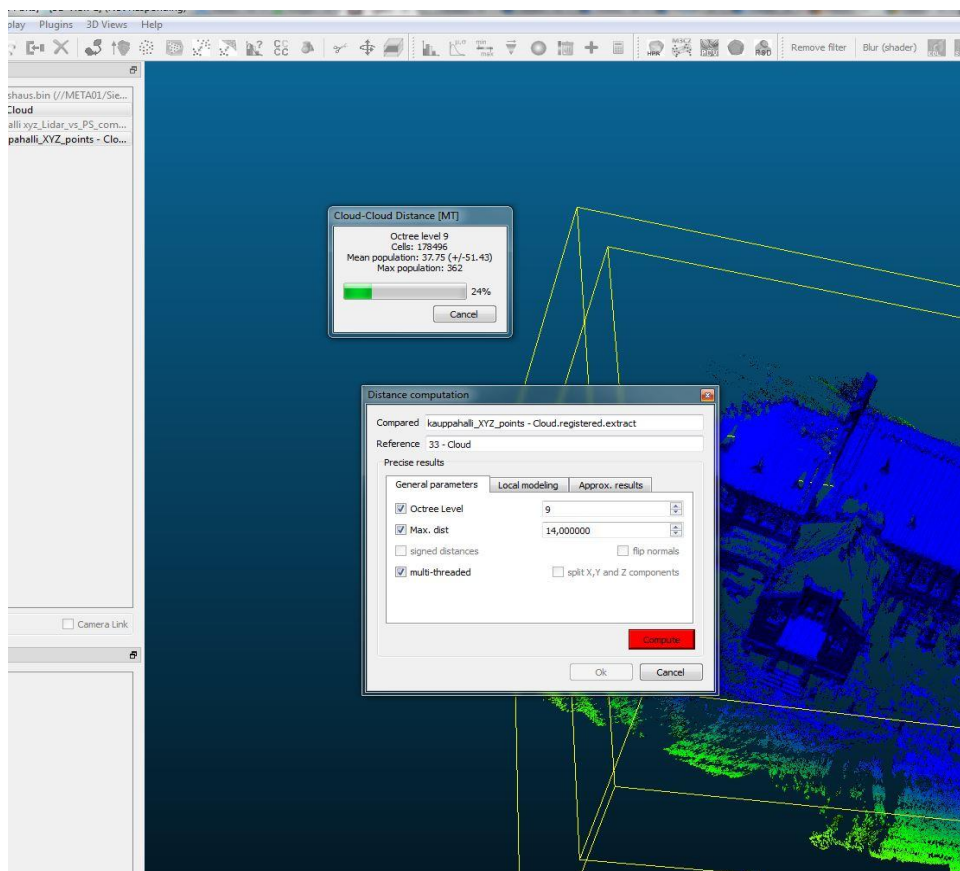 play Plugins 3D Views Help
Remove filter Blur (shader)
shaus.bin (//META01/Sie...
Cloud
alli xyz_Lidar_vs_PS_com...
pahalli_XYZ_points - Clo...
Cloud-Cloud Distance [MT]
Octree level 9
Cells: 178496
Mean population: 37.75 (+/-51.43)
Max population: 362
24%
Cancel
Distance computation
Compared kauppahalli_XYZ_points - Cloud.registered.extract
Reference 33 - Cloud
Precise results
General parameters Local modeling Approx. results
Octree Level 9
Max. dist 14,000000
signed distances flip normals
multi-threaded split X,Y and Z components
Compute
Ok Cancel
Camera Link